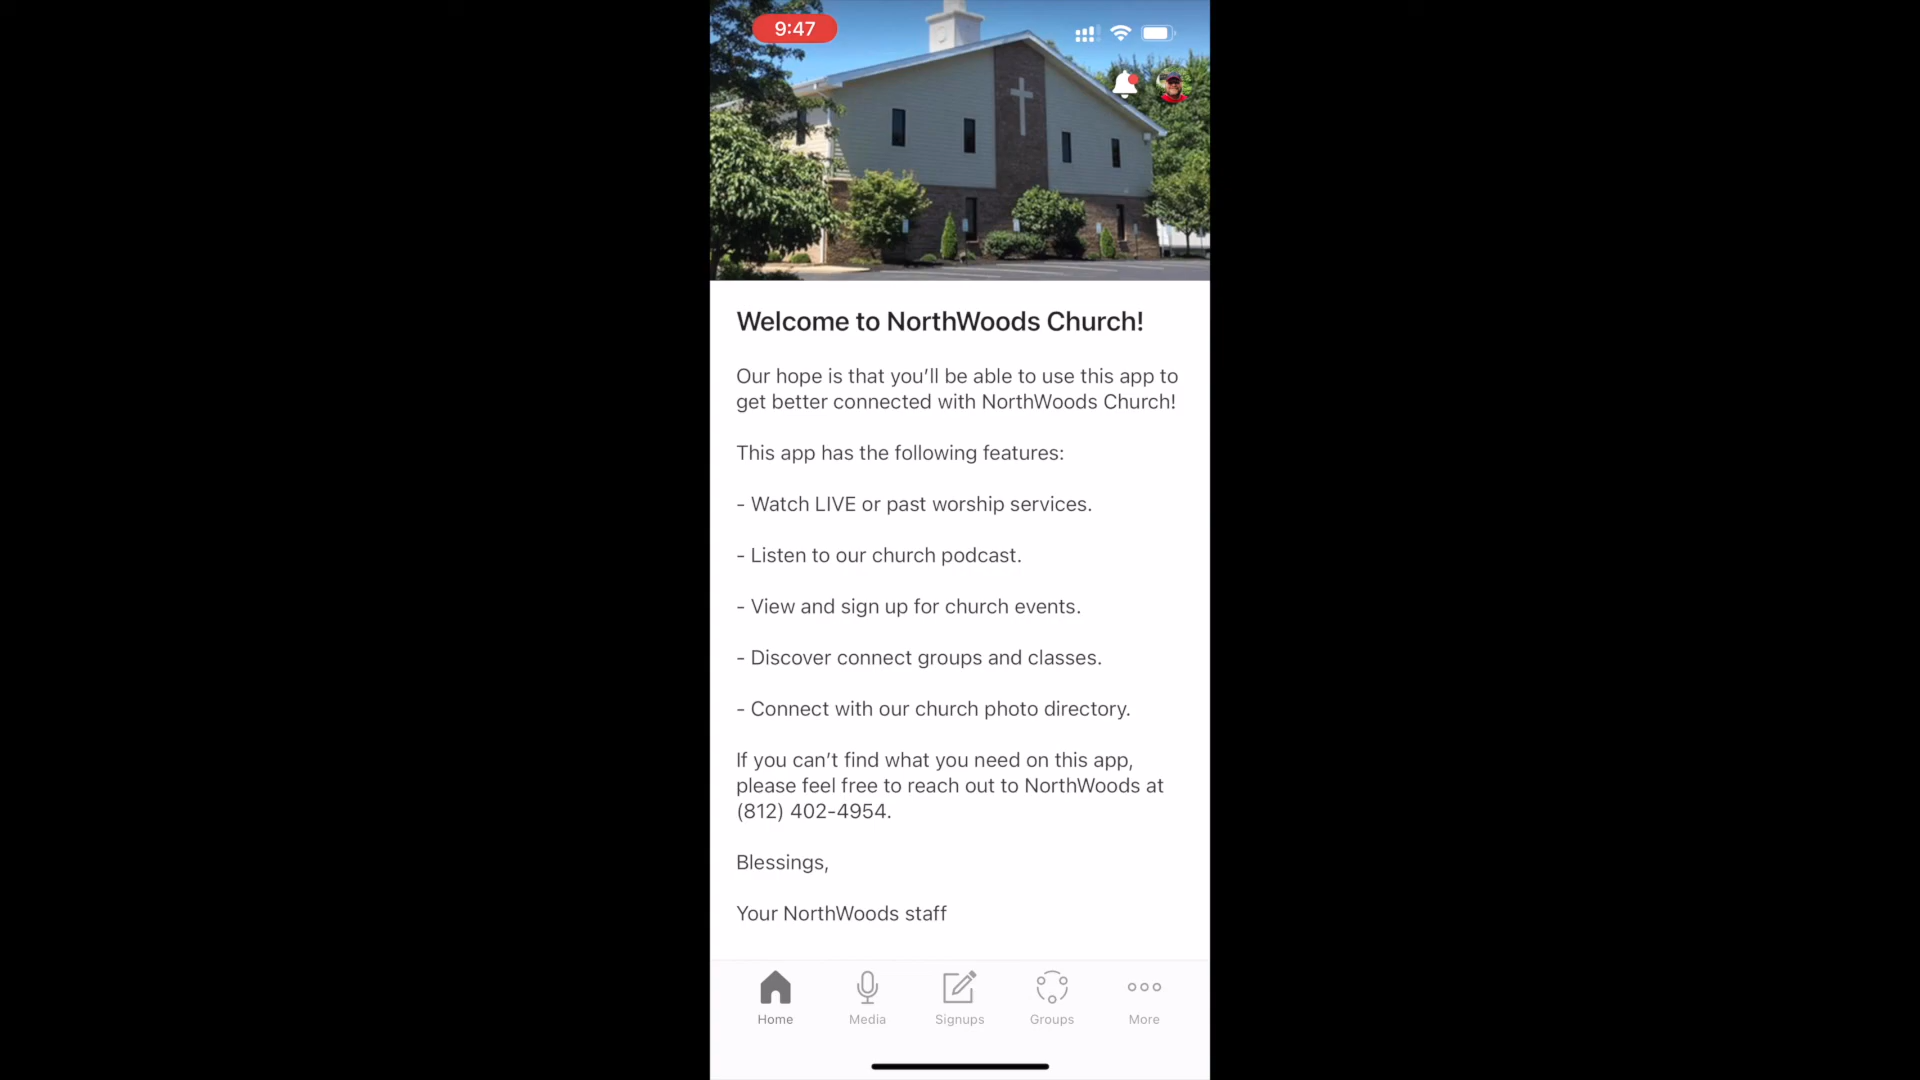 9:47
Welcome to NorthWoods Church!
Our hope is that you’ll be able to use this app to
get better connected with NorthWoods Church!
This app has the following features:
- Watch LIVE or past worship services.
- Listen to our church podcast.
- View and sign up for church events.
- Discover connect groups and classes.
- Connect with our church photo directory.
If you can’t find what you need on this app,
please feel free to reach out to NorthWoods at
(812) 402-4954.
Blessings,
Your NorthWoods staff
Home Media Signups Groups More